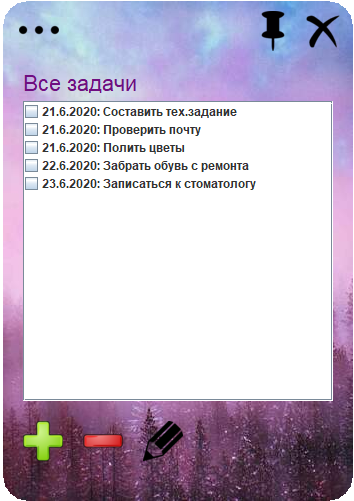 Все задачи
21.6.2020: Составить тех.задание
21.6.2020: Проверить почту
21.6.2020: Полить цветы
22.6.2020: Забрать обувь с ремонта
23.6.2020: Записаться к стоматологу